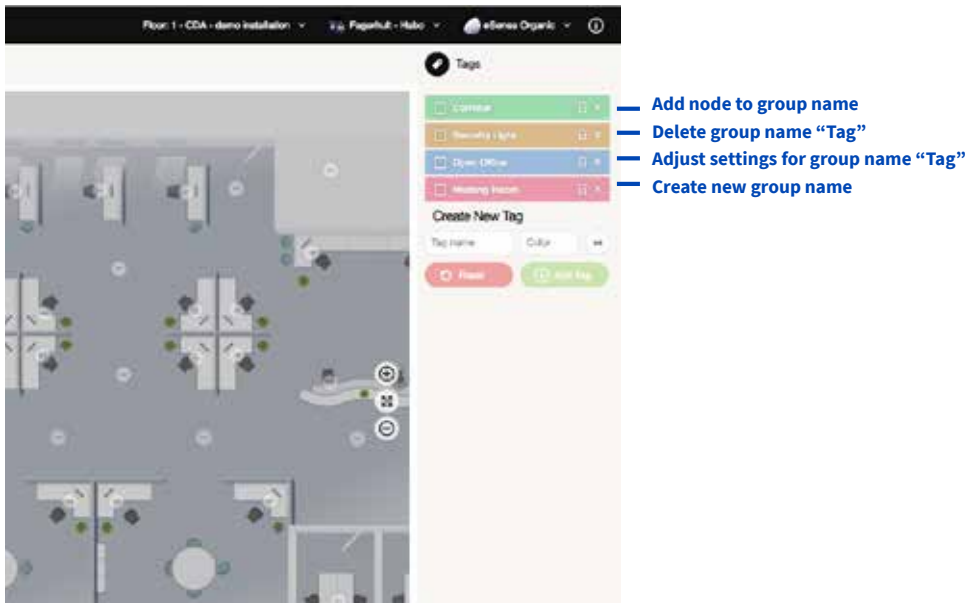 Floor: 1 - CDA - demo installation Fagerhult - Habo eSense Organic
Tags
Corridor
Security Light
Open Office
Meeting Room
Create New Tag
Tag name Color
Reset Add Tag
Add node to group name
Delete group name “Tag”
Adjust settings for group name “Tag”
Create new group name